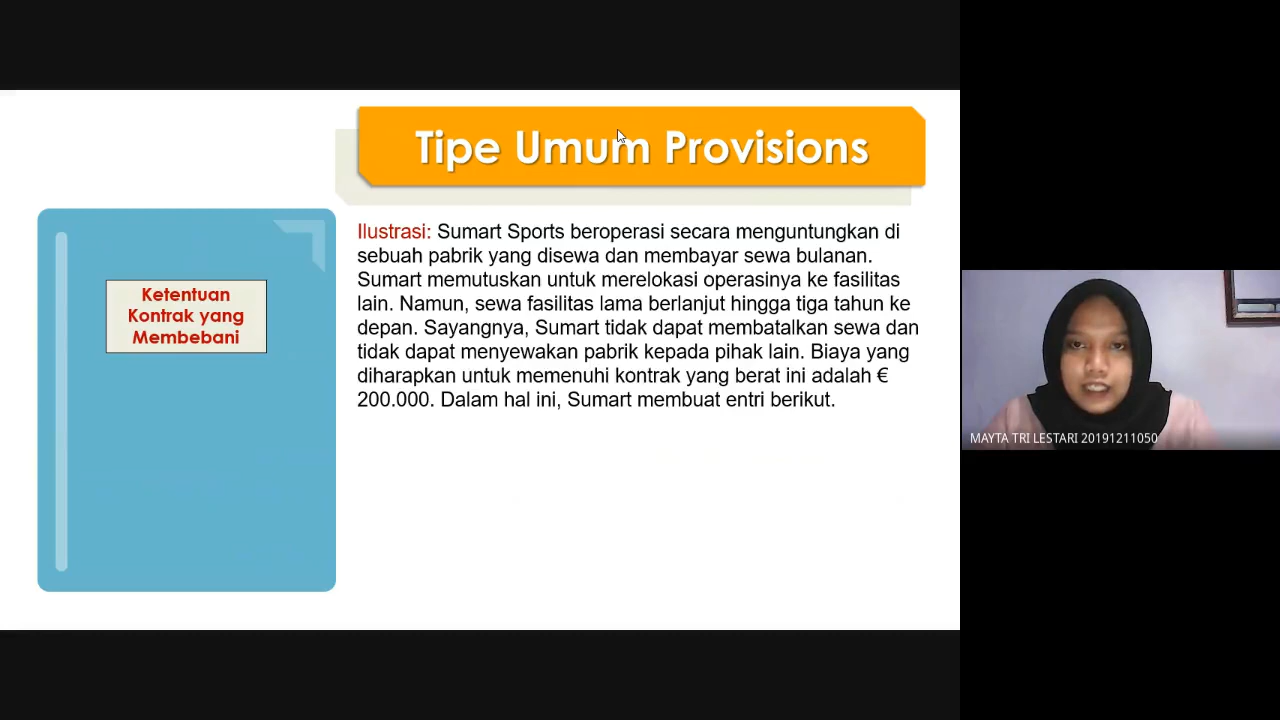 Tipe Umum Provisions
Ketentuan
Kontrak yang
Membebani
Ilustrasi: Sumart Sports beroperasi secara menguntungkan di
sebuah pabrik yang disewa dan membayar sewa bulanan.
Sumart memutuskan untuk merelokasi operasinya ke fasilitas
lain. Namun, sewa fasilitas lama berlanjut hingga tiga tahun ke
depan. Sayangnya, Sumart tidak dapat membatalkan sewa dan
tidak dapat menyewakan pabrik kepada pihak lain. Biaya yang
diharapkan untuk memenuhi kontrak yang berat ini adalah €
200.000. Dalam hal ini, Sumart membuat entri berikut.
MAYTA TRI LESTARI 20191211050